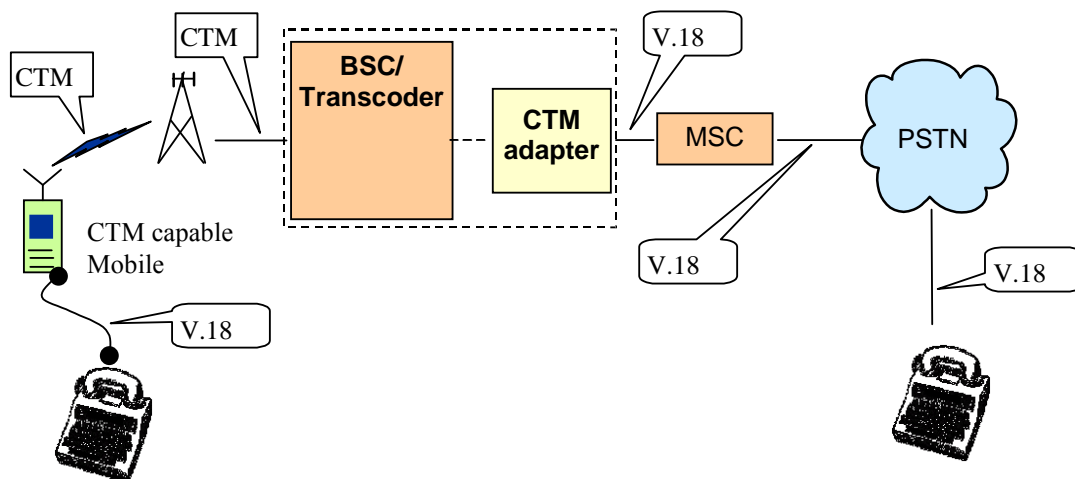 CTM
CTM
BSC/
Transcoder
CTM
adapter
V.18
MSC
PSTN
CTM capable
Mobile
V.18
V.18
V.18